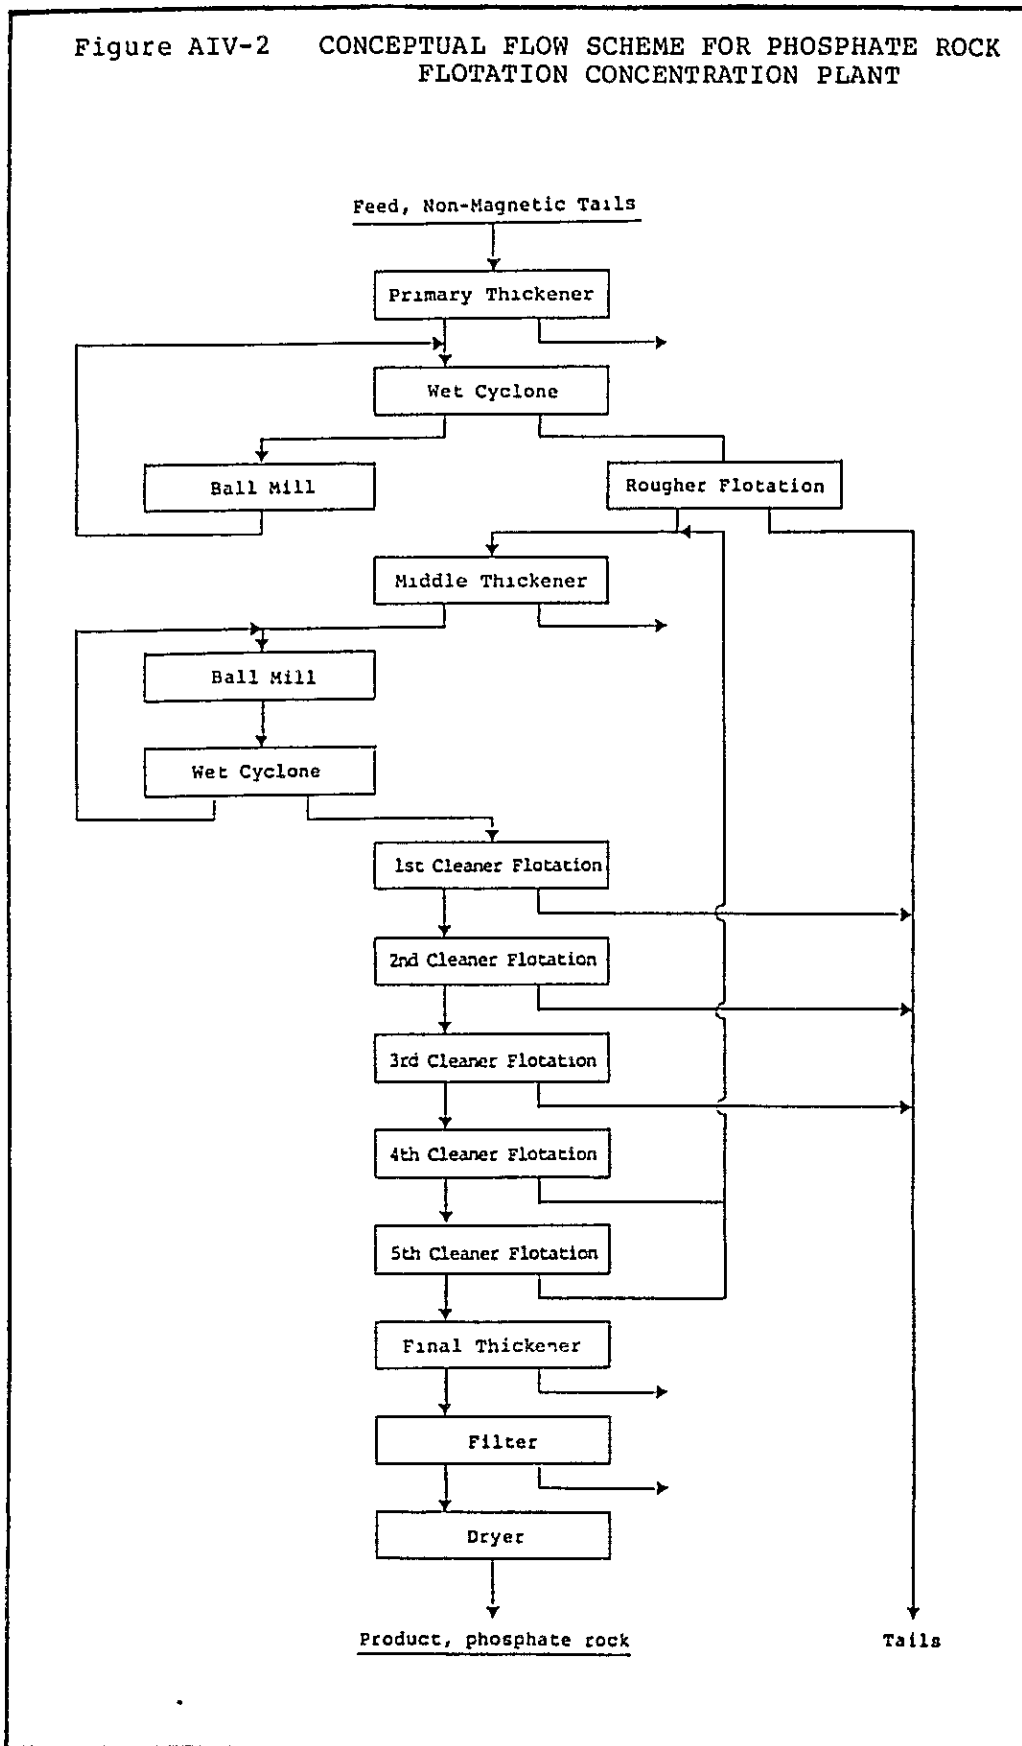 Figure AIV-2 CONCEPTUAL FLOW SCHEME FOR PHOSPHATE ROCK
FLOTATION CONCENTRATION PLANT
Feed, Non-Magnetic Tails
Primary Thickener
Wet Cyclone
Ball Mill
Rougher Flotation
Middle Thickener
Ball Mill
Wet Cyclone
1st Cleaner Flotation
2nd Cleaner Flotation
3rd Cleaner Flotation
4th Cleaner Flotation
5th Cleaner Flotation
Final Thickener
Filter
Dryer
Product, phosphate rock
Tails